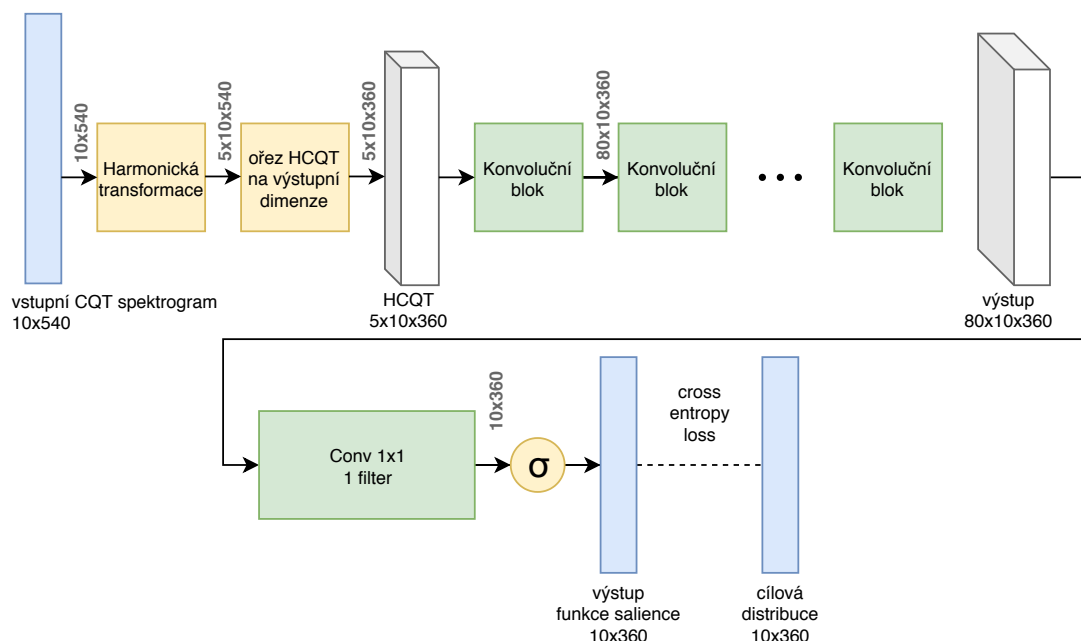 10x540
Harmonická
transformace
5x10x540
ořez HCQT
na výstupní
dimenze
5x10x360
Konvoluční
blok
80x10x360
Konvoluční
blok
Konvoluční
blok
vstupní CQT spektrogram
10x540
HCQT
5x10x360
výstup
80x10x360
Conv 1x1
1 filter
10x360
σ
cross
entropy
loss
výstup
funkce salience
10x360
cílová
distribuce
10x360